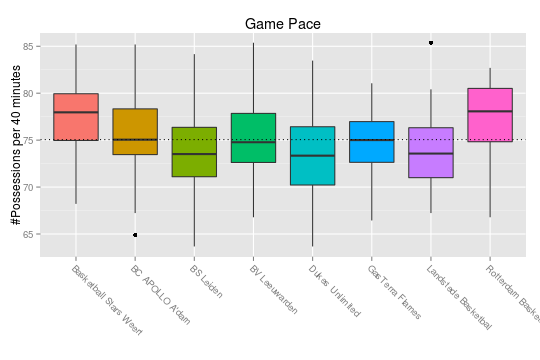 Game Pace
#Possessions per 40 minutes
85
80
75
70
65
Basketball Stars Weert
BC APOLLO A'dam
BS Leiden
BV Leeuwarden
Dukes Unlimited
GasTerra Flames
Landstede Basketbal
Rotterdam Basket